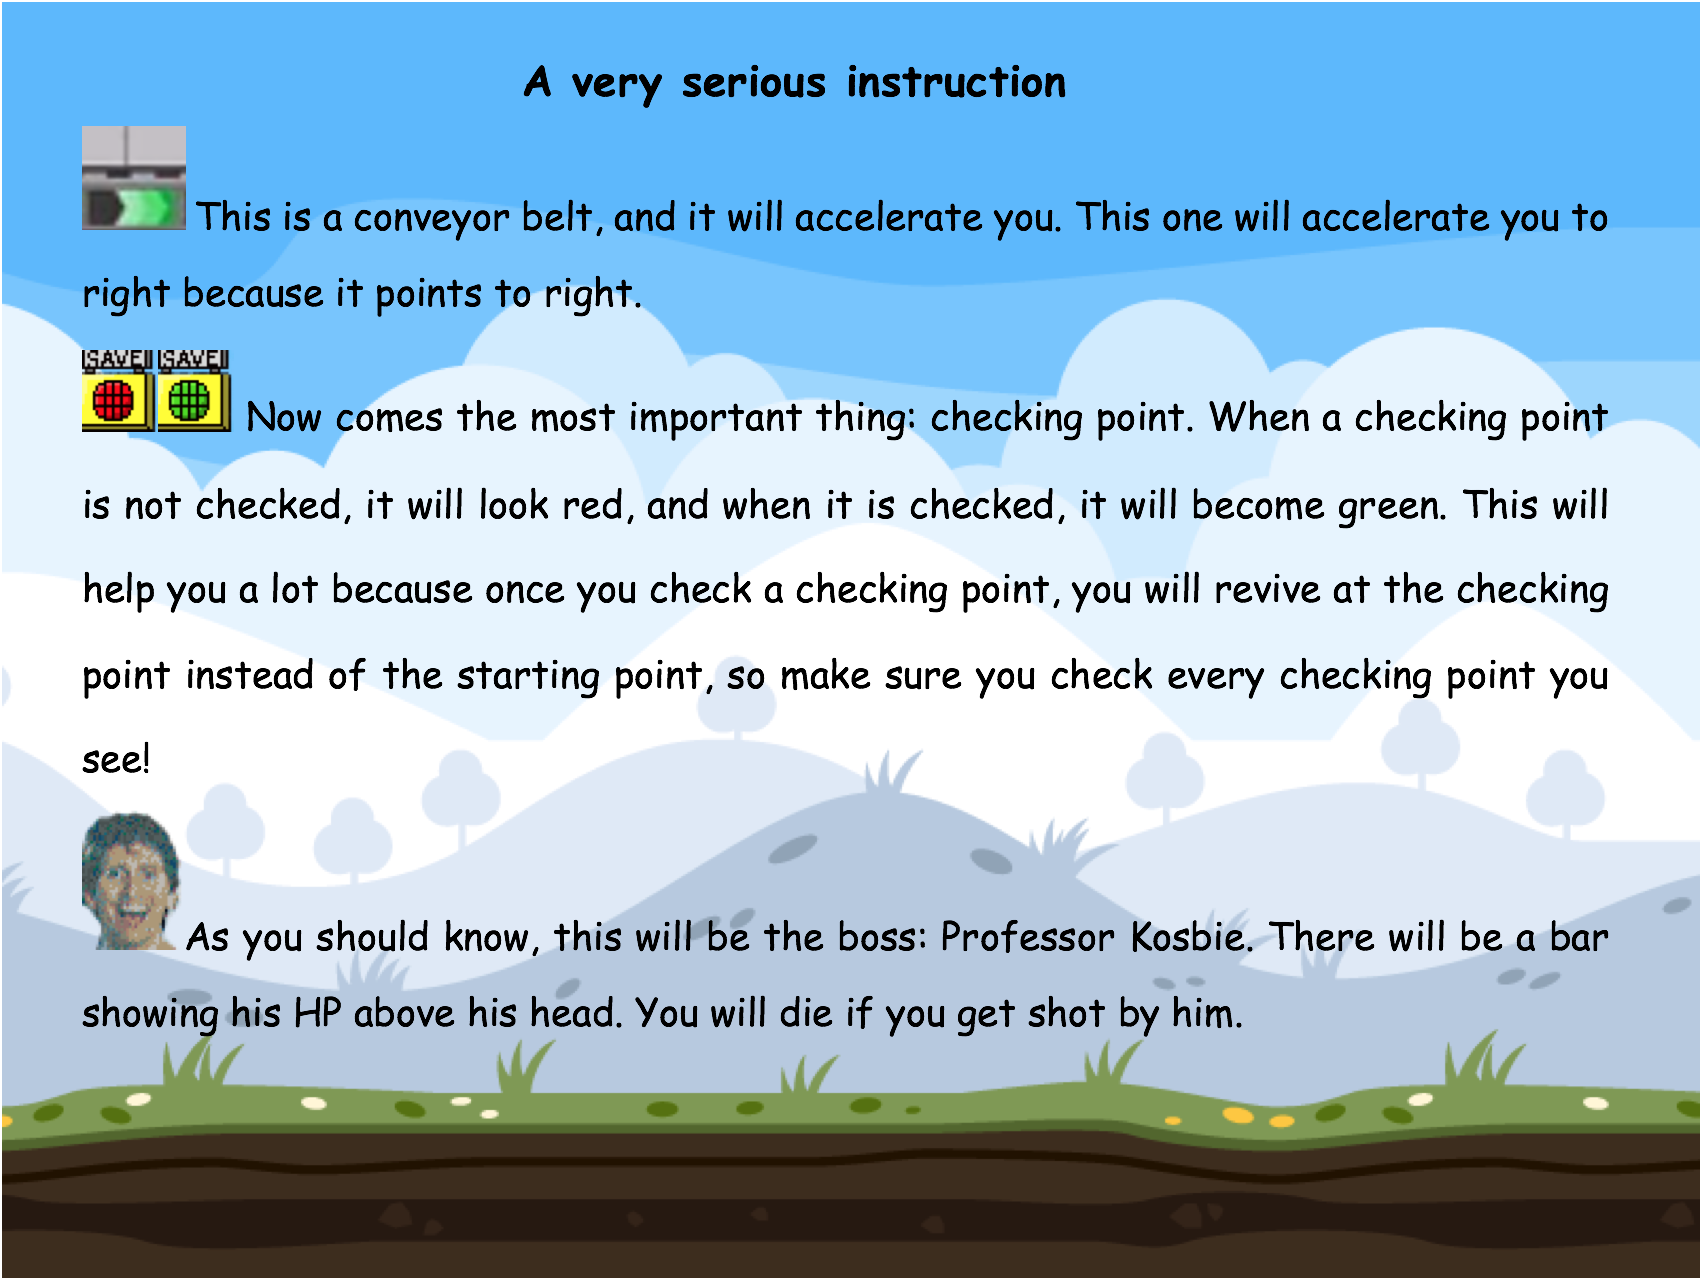 A very serious instruction
This is a conveyor belt, and it will accelerate you. This one will accelerate you to
right because it points to right.
SAVE SAVE
Now comes the most important thing: checking point. When a checking point
is not checked, it will look red, and when it is checked, it will become green. This will
help you a lot because once you check a checking point, you will revive at the checking
point instead of the starting point, so make sure you check every checking point you
see!
As you should know, this will be the boss: Professor Kosbie. There will be a bar
showing his HP above his head. You will die if you get shot by him.